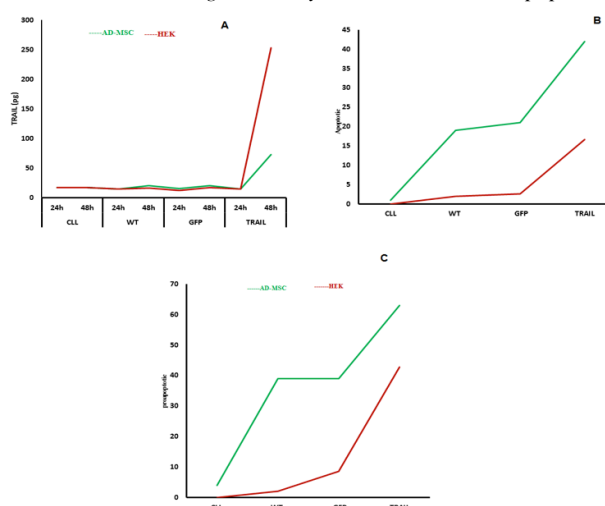 A
-----AD-MSC -----HEK
TRAIL (pg)
300
250
200
150
100
50
0
24h 48h 24h 48h 24h 48h 24h 48h
CLL WT GFP TRAIL
B
Apoptotic
45
40
35
30
25
20
15
10
5
0
CLL WT GFP TRAIL
C
-----AD-MSC -----HEK
70
60
50
40
30
20
10
0